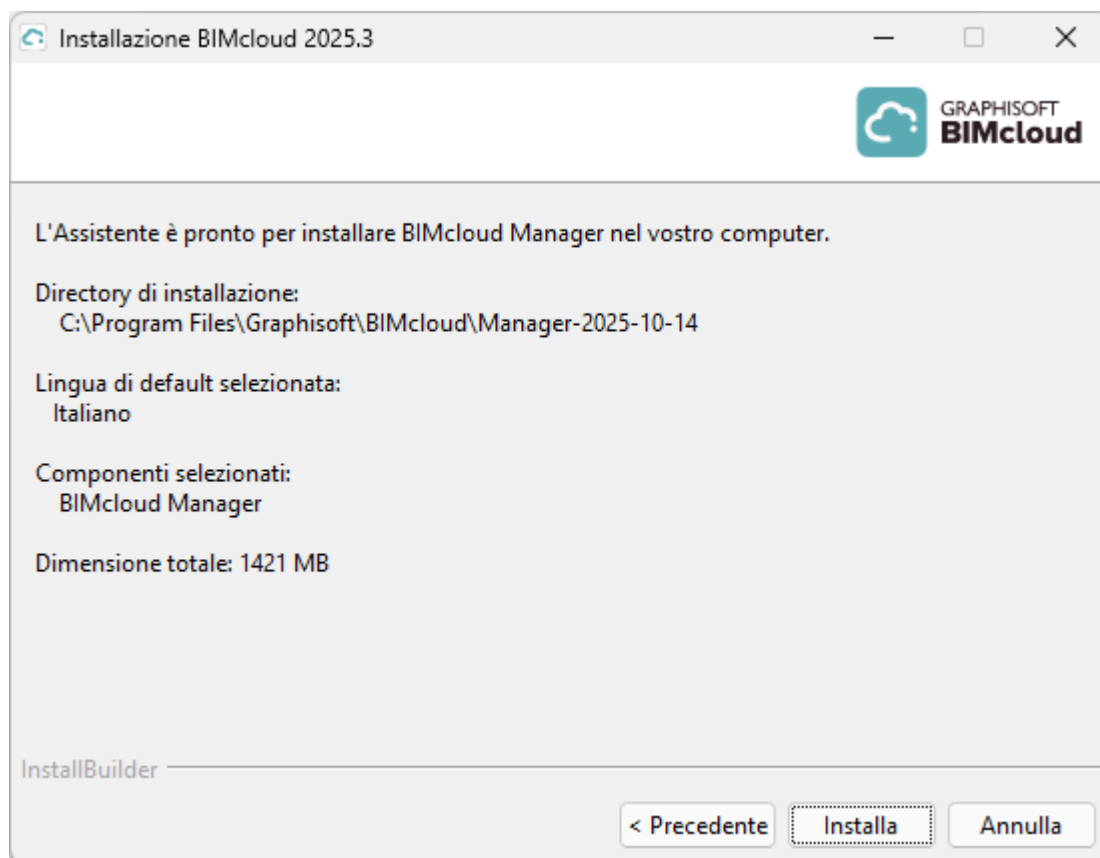 Installazione BIMcloud 2025.3
GRAPHISOFT
BIMcloud
L'Assistente è pronto per installare BIMcloud Manager nel vostro computer.
Directory di installazione:
C:\Program Files\Graphisoft\BIMcloud\Manager-2025-10-14
Lingua di default selezionata:
Italiano
Componenti selezionati:
BIMcloud Manager
Dimensione totale: 1421 MB
InstallBuilder
< Precedente
Installa
Annulla